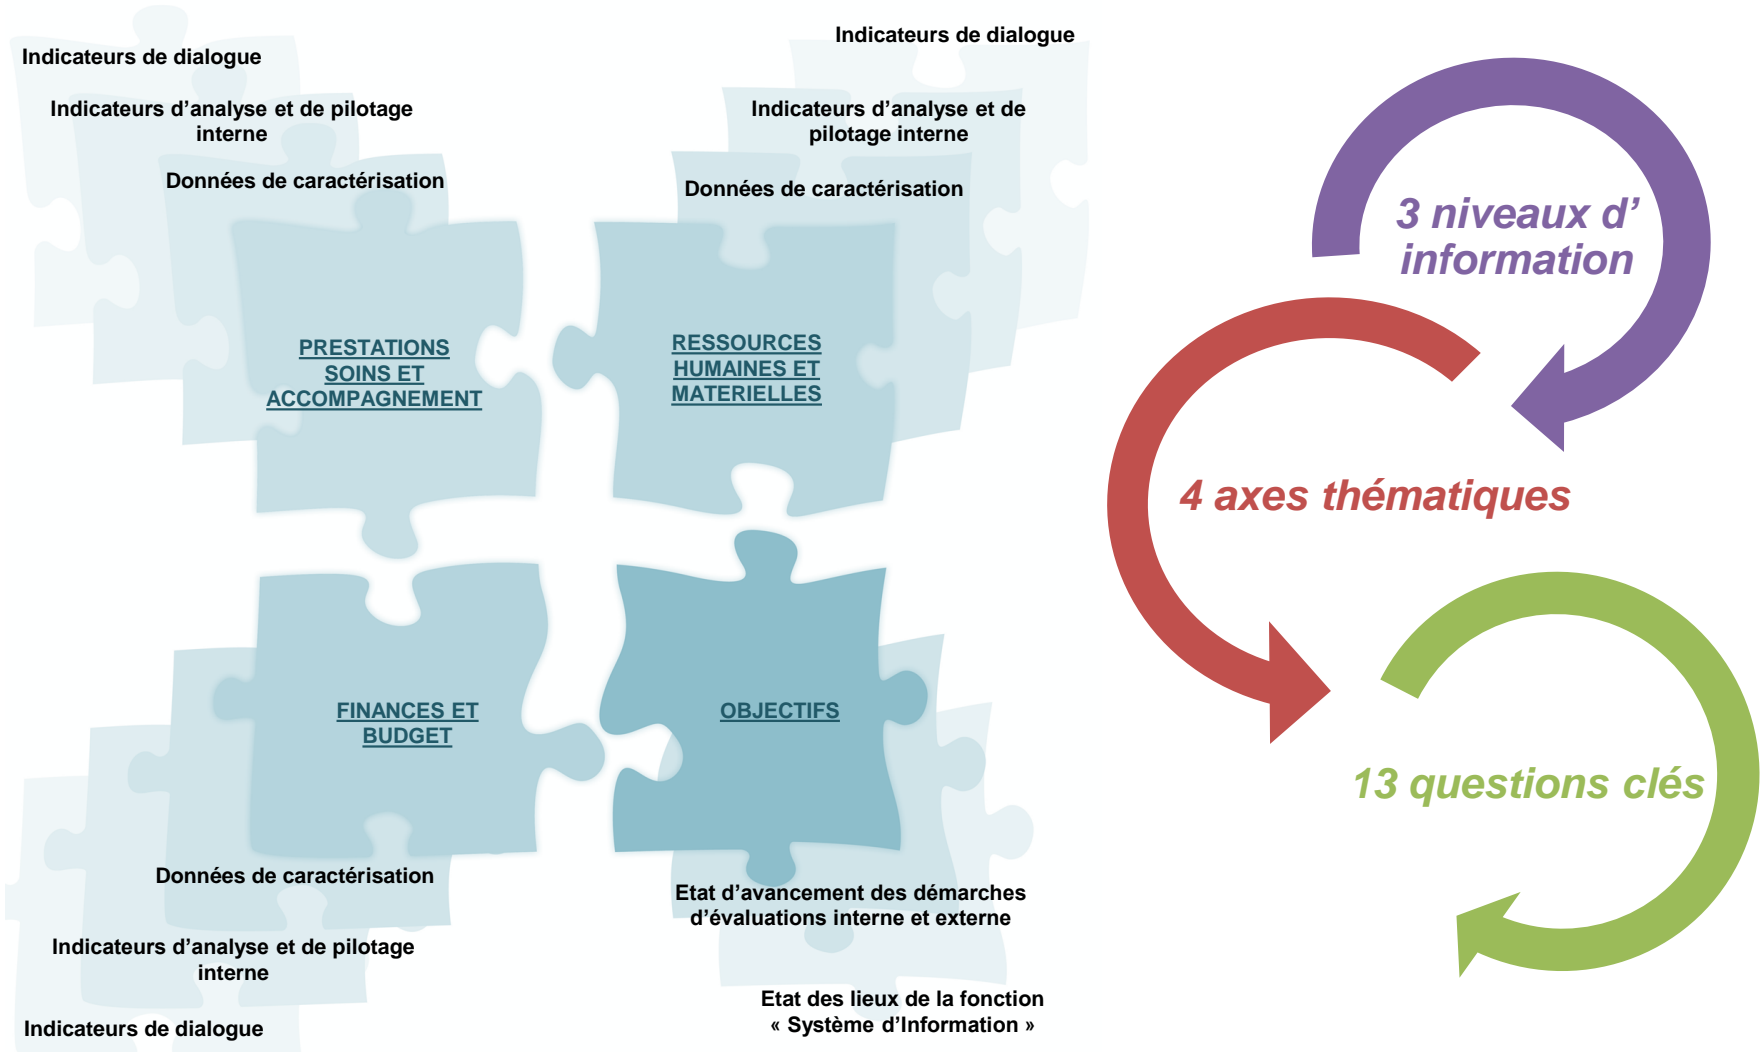 Indicateurs de dialogue
Indicateurs d’analyse et de pilotage
interne
Données de caractérisation
PRESTATIONS
SOINS ET
ACCOMPAGNEMENT
Indicateurs de dialogue
Indicateurs d’analyse et de
pilotage interne
Données de caractérisation
RESSOURCES
HUMAINES ET
MATERIELLES
FINANCES ET
BUDGET
Données de caractérisation
Indicateurs d’analyse et de pilotage
interne
Indicateurs de dialogue
OBJECTIFS
Etat d’avancement des démarches
d’évaluations interne et externe
Etat des lieux de la fonction
« Système d’Information »
3 niveaux d’
information
4 axes thématiques
13 questions clés